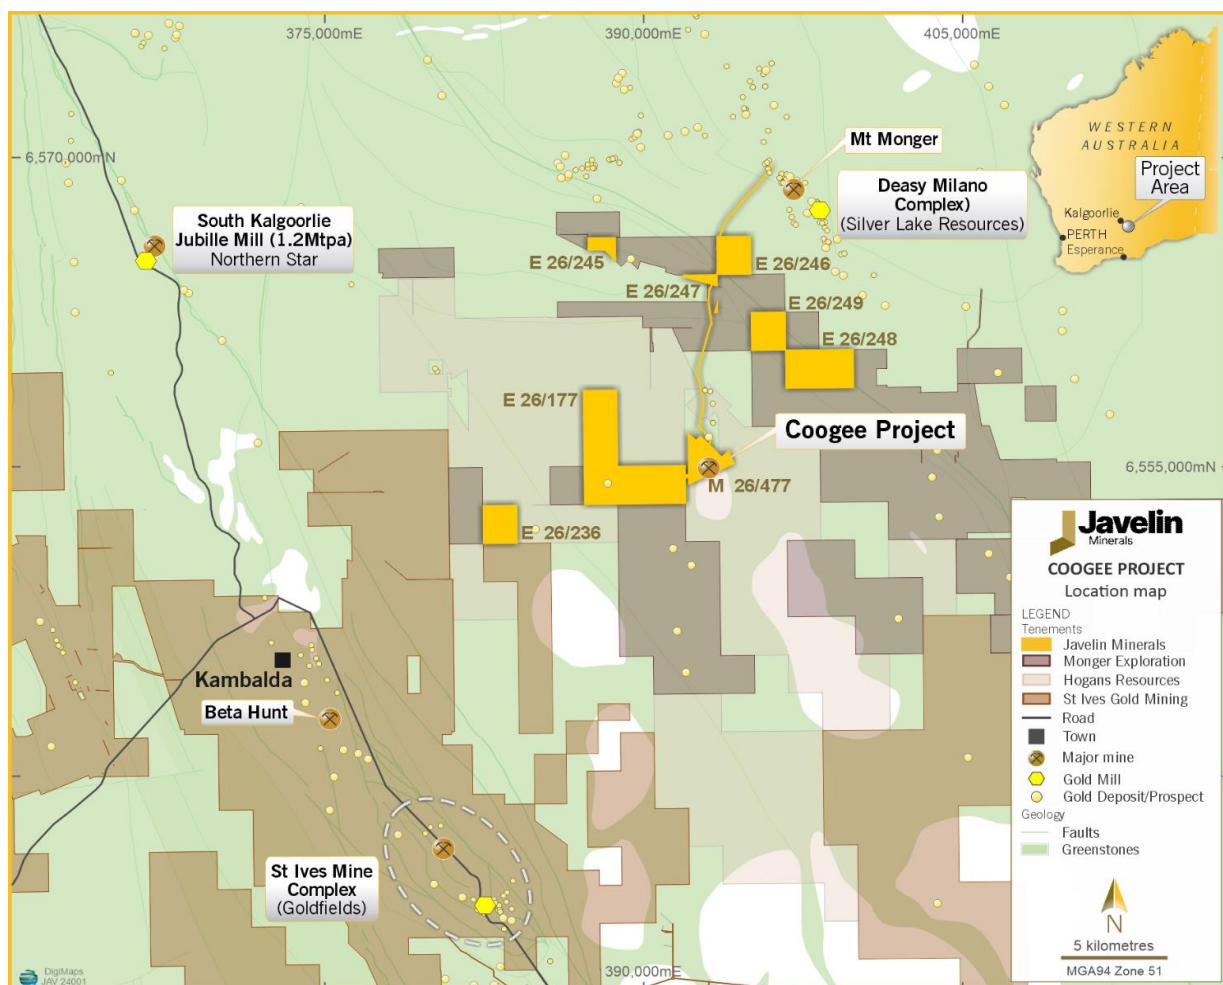 375,000mE
390,000mE
405,000mE
6,570,000mN
WESTERN
AUSTRALIA
Project
Area
Kalgoorlie
PERTH
Esperance
Mt Monger
Deasy Milano
Complex)
(Silver Lake Resources)
South Kalgoorlie
Jubille Mill (1.2Mtpa)
Northern Star
E 26/245
E 26/246
E 26/247
E 26/249
E 26/248
E 26/177
Coogee Project
6,555,000mN
M 26/477
E 26/236
Kambalda
Beta Hunt
St Ives Mine
Complex
(Goldfields)
Javelin
Minerals
COOGEE PROJECT
Location map
LEGEND
Tenements
Javelin Minerals
Monger Exploration
Hogans Resources
St Ives Gold Mining
Road
Town
Major mine
Gold Mill
Gold Deposit/Prospect
Geology
Faults
Greenstones
N
5 kilometres
MGA94 Zone 51
390,000mE
DigiMaps
JAV 24001